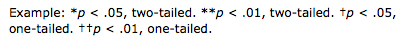 Example: *p < .05, two-tailed. **p < .01, two-tailed. †p < .05,
one-tailed. ††p < .01, one-tailed.